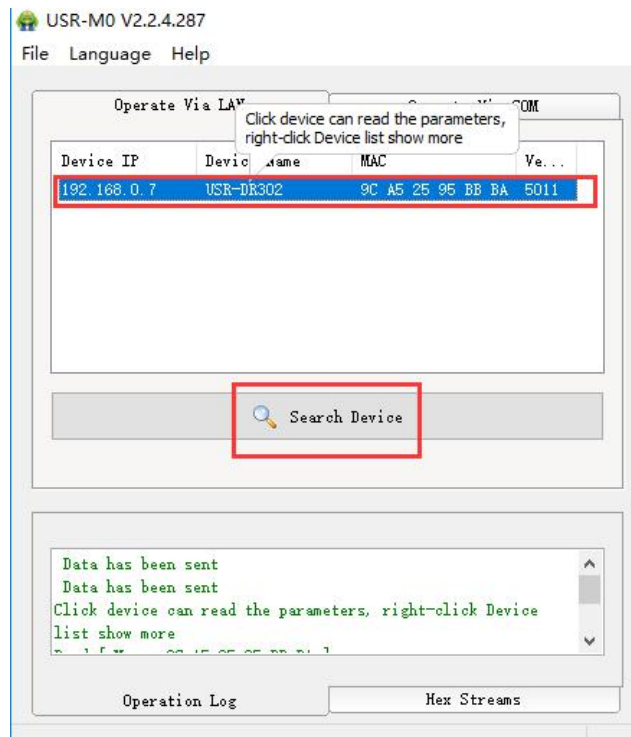 USR-M0 V2.2.4.287
File Language Help
Operate Via LAN
COM
Click device can read the parameters,
right-click Device list show more
Device IP Device Name MAC Ve...
192.168.0.7 USR-DR302 9C A5 25 95 BB BA 5011
Search Device
Data has been sent
Data has been sent
Click device can read the parameters, right-click Device
list show more
Operation Log Hex Streams